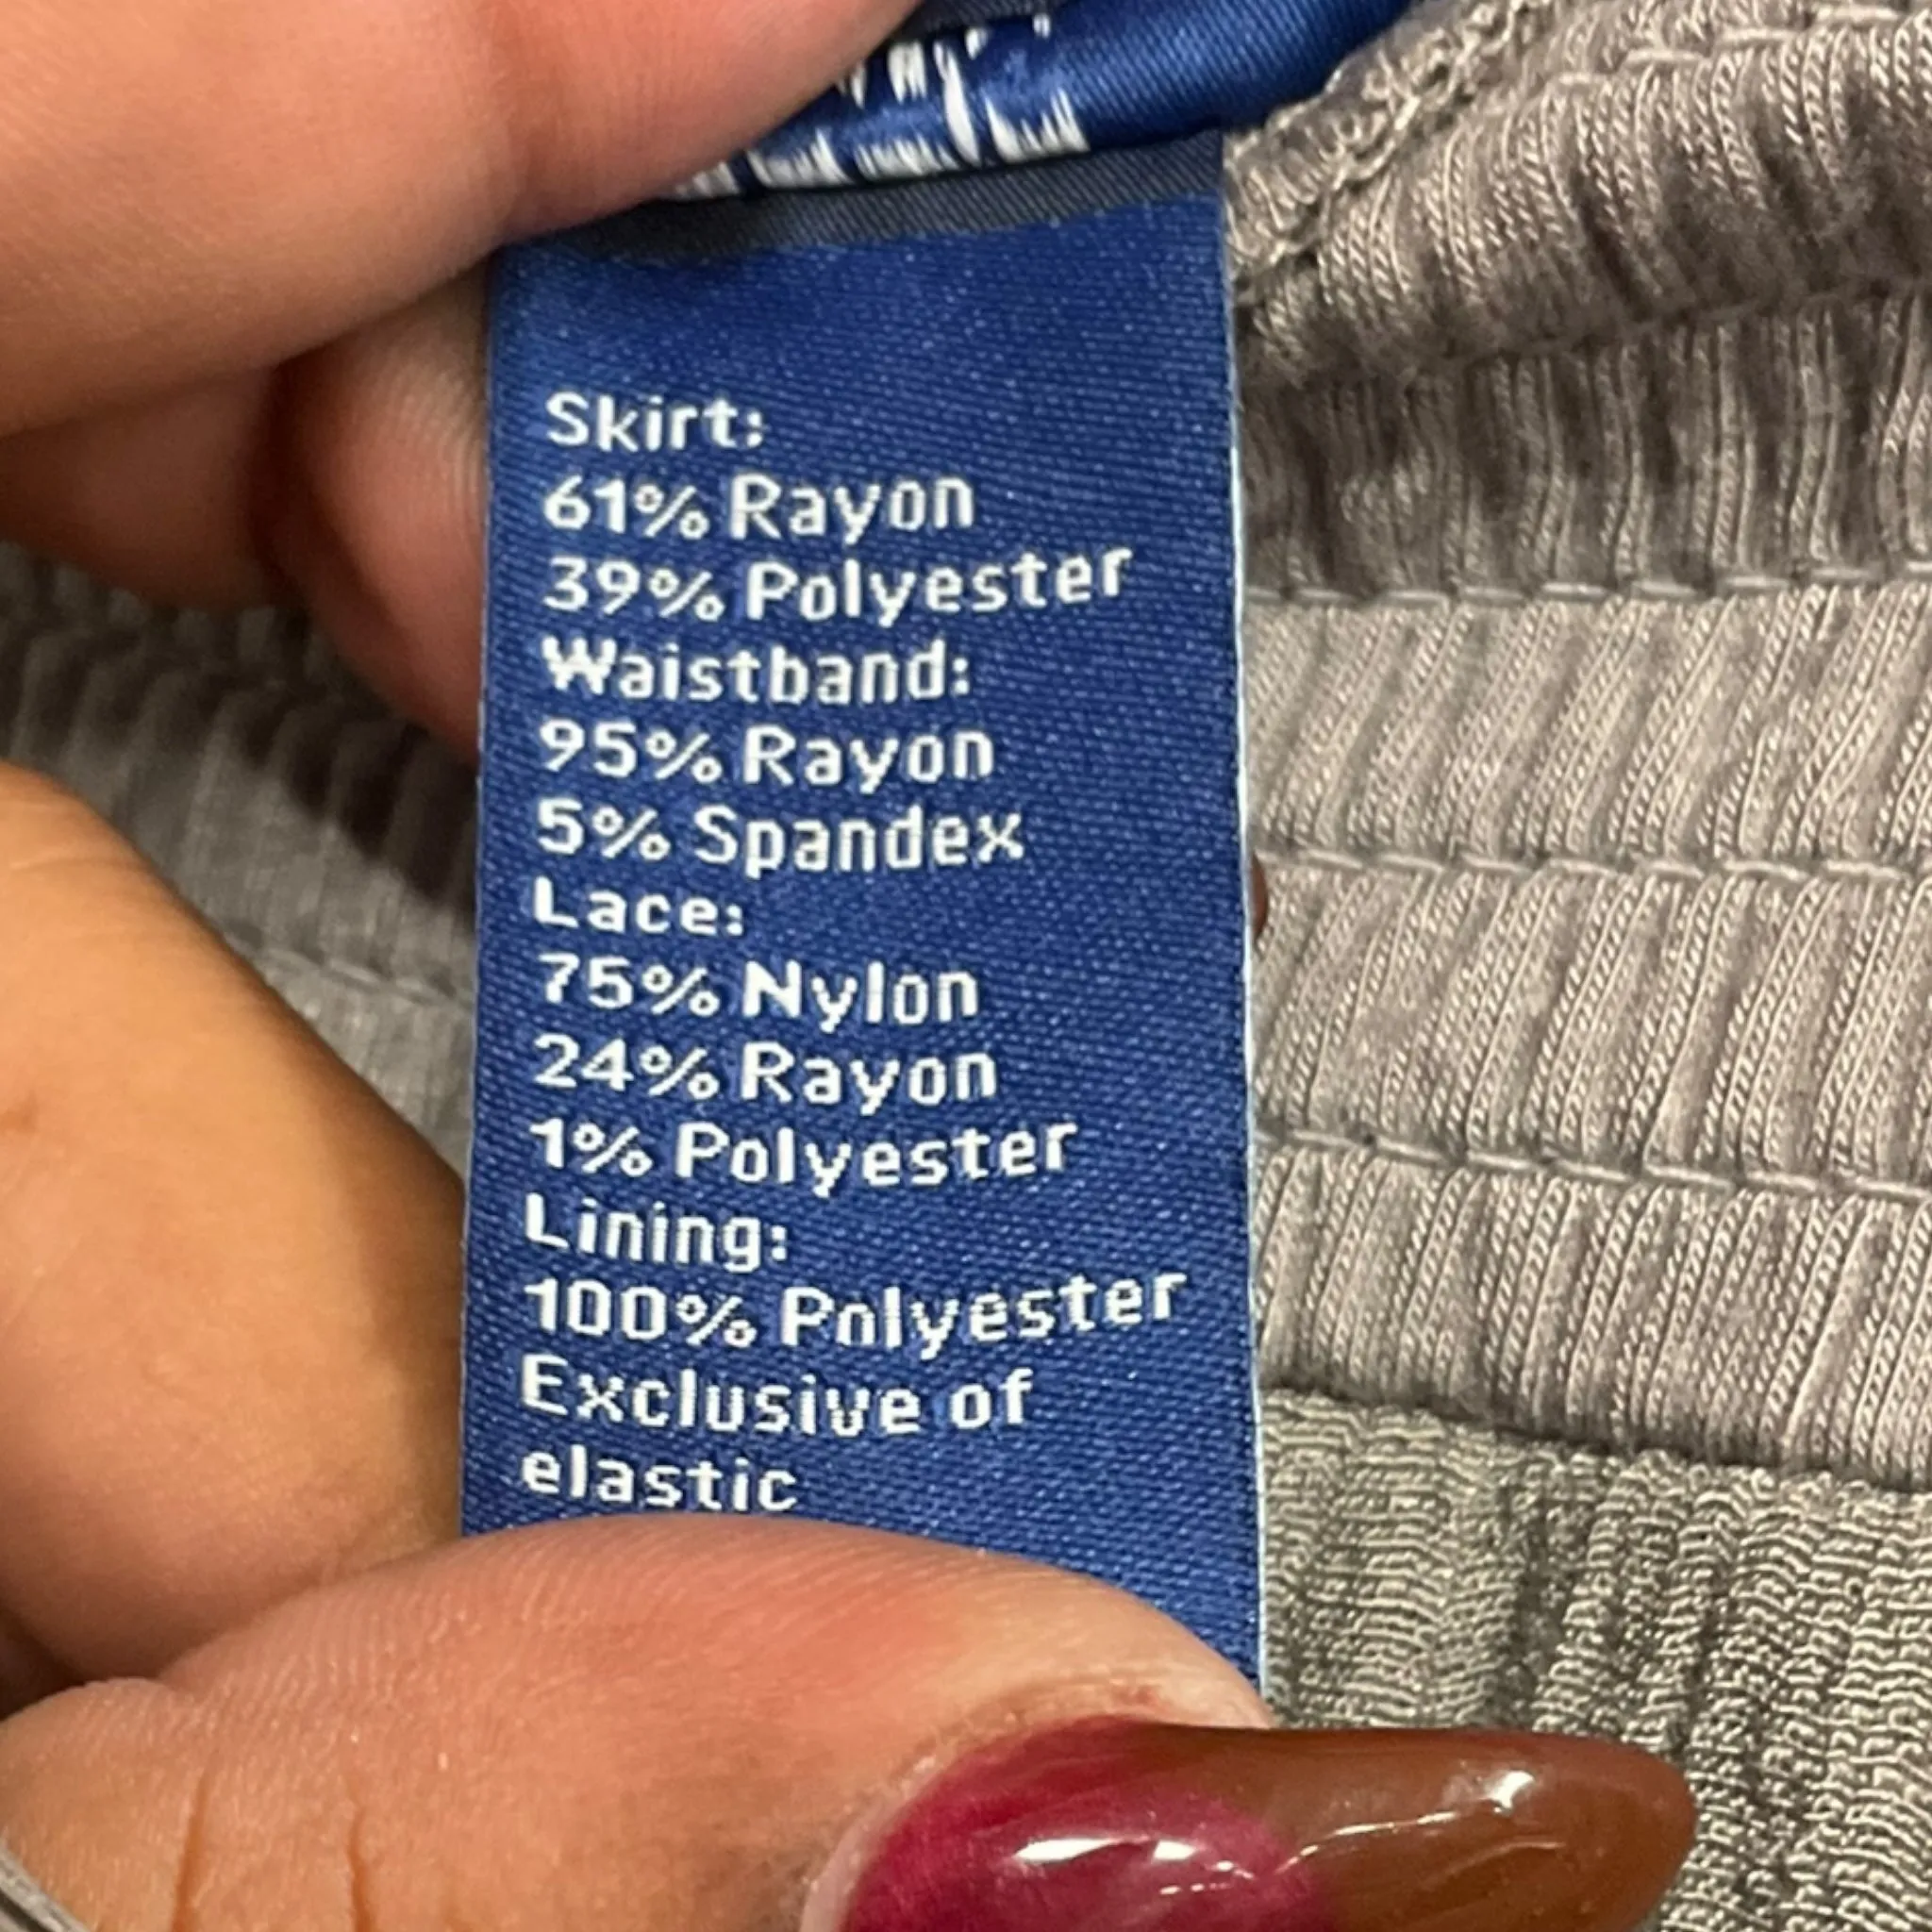 Skirt:
61% Rayon
39% Polyester
Waistband:
95% Rayon
5% Spandex
Lace:
75% Nylon
24% Rayon
1% Polyester
Lining:
100% Polyester
Exclusive of
elastic